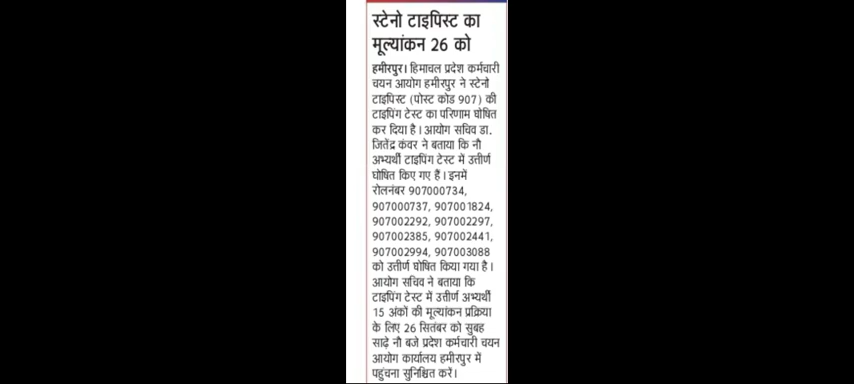 स्टेनो टाइपिस्ट का
मूल्यांकन 26 को
हमीरपुर। हिमाचल प्रदेश कर्मचारी
चयन आयोग हमीरपुर ने स्टेनो
टाइपिस्ट (पोस्ट कोड 907) की
टाइपिंग टेस्ट का परिणाम घोषित
कर दिया है। आयोग सचिव डा.
जितेंद्र कंवर ने बताया कि नौ
अभ्यर्थी टाइपिंग टेस्ट में उत्तीर्ण
घोषित किए गए हैं। इनमें
रोलनंबर 907000734,
907000737, 907001824,
907002292, 907002297,
907002385, 907002441,
907002994, 907003088
को उत्तीर्ण घोषित किया गया है।
आयोग सचिव ने बताया कि
टाइपिंग टेस्ट में उत्तीर्ण अभ्यर्थी
15 अंकों की मूल्यांकन प्रक्रिया
के लिए 26 सितंबर को सुबह
साढ़े नौ बजे प्रदेश कर्मचारी चयन
आयोग कार्यालय हमीरपुर में
पहुंचना सुनिश्चित करें।